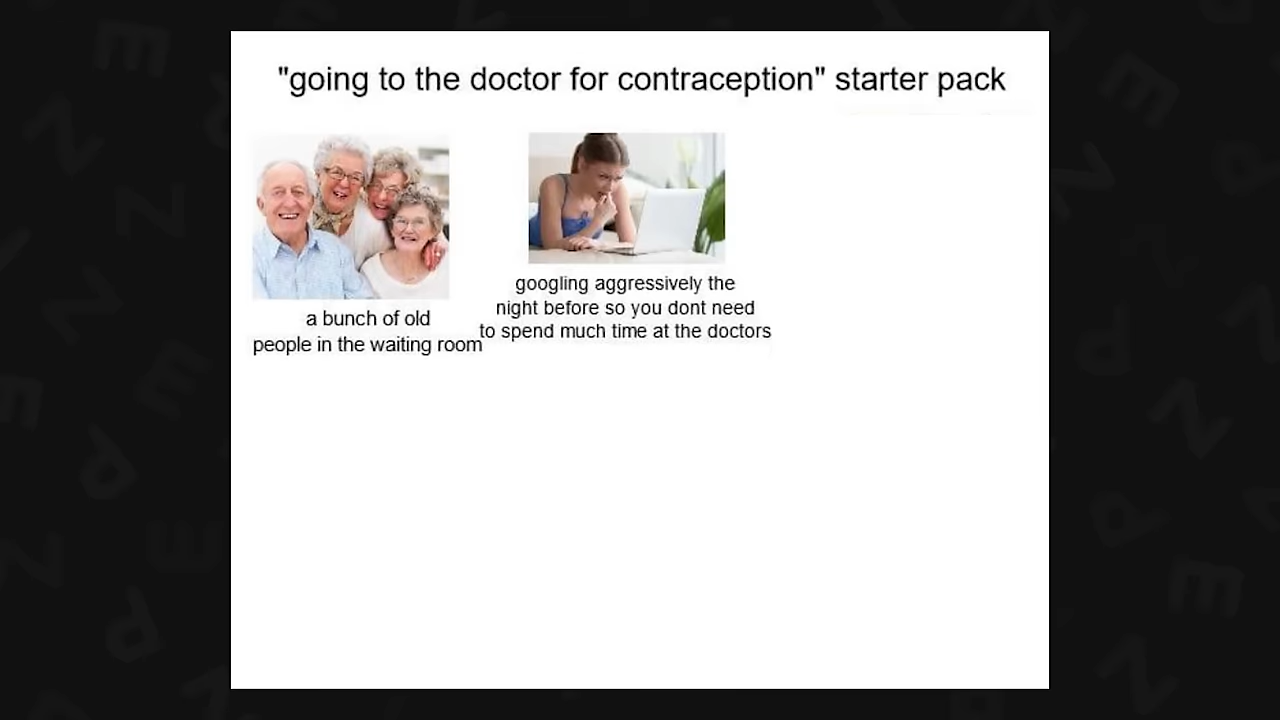 "going to the doctor for contraception" starter pack
a bunch of old
people in the waiting room
googling aggressively the
night before so you dont need
to spend much time at the doctors